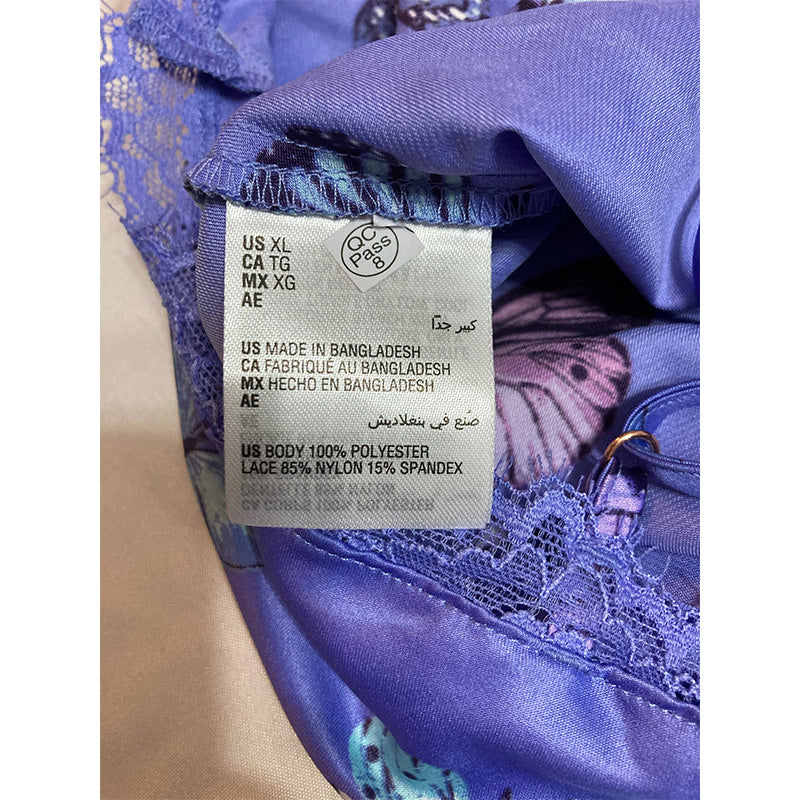 QC
Pass
8
US XL
CA TG
MX XG
AE
كبير جدًا
US MADE IN BANGLADESH
CA FABRIQUÉ AU BANGLADESH
MX HECHO EN BANGLADESH
AE
صُنع في بنغلاديش
US BODY 100% POLYESTER
LACE 85% NYLON 15% SPANDEX